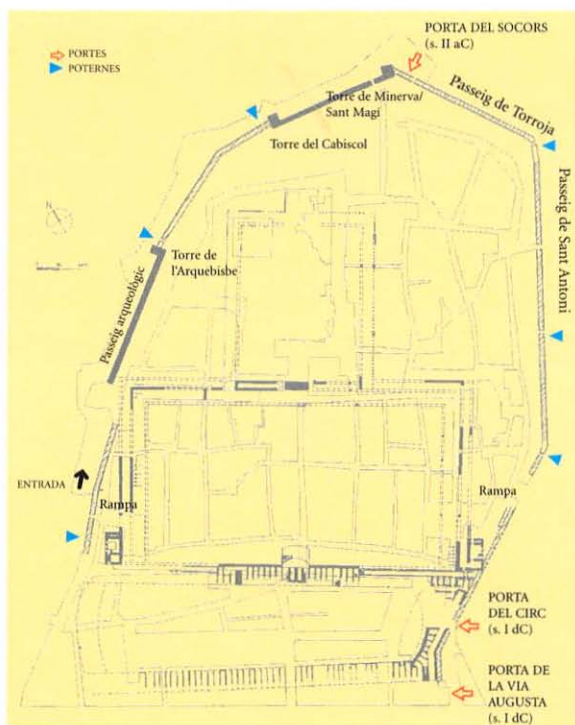 PORTA DEL SOCORS
(s. II aC)
PORTES
POTERNES
Passeig de Torroja
Torre de Minerva/
Sant Magí
Torre del Cabiscol
Passeig de Sant Antoni
N
Torre de
l'Arquebisbe
Passeig arqueològic
ENTRADA
Rampa
Rampa
PORTA
DEL CIRC
(s. I dC)
PORTA DE
LA VIA
AUGUSTA
(s. I dC)